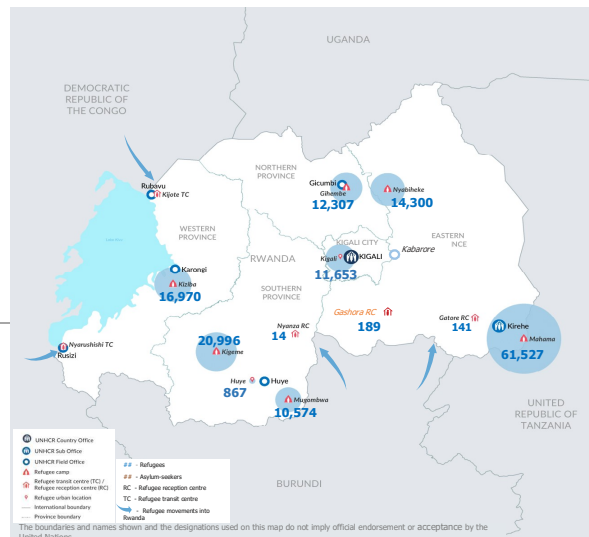 UGANDA
DEMOCRATIC
REPUBLIC OF
THE CONGO
NORTHERN
PROVINCE
Rubavu
Kijote TC
Gicumbi
Gihembe
12,307
Nyabiheke
14,300
WESTERN
PROVINCE
KIGALI CITY
EASTERN
NCE
Kigali
KIGALI
Kabarore
11,653
RWANDA
Karongi
Kiziba
16,970
SOUTHERN
PROVINCE
Gashora RC
189
Gatore RC
141
Kirehe
Mahama
61,527
Nyanza RC
14
20,996
Kigeme
Nyarushishi TC
Rusizi
Huye
Huye
867
Mugombwa
10,574
UNITED
REPUBLIC OF
TANZANIA
BURUNDI
UNHCR Country Office
UNHCR Sub Office
UNHCR Field Office
Refugee camp
Refugee transit centre (TC) /
Refugee reception centre (RC)
Refugee urban location
International boundary
Province boundary
## - Refugees
## - Asylum-seekers
RC - Refugee reception centre
TC - Refugee transit centre
- Refugee movements into
Rwanda
The boundaries and names shown and the designations used on this map do not imply official endorsement or acceptance by the
United Nations